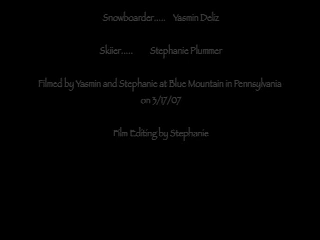 Snowboarder..... Yasmin Deliz
Skiier..... Stephanie Plummer
Filmed by Yasmin and Stephanie at Blue Mountain in Pennsylvania
on 3/17/07
Film Editing by Stephanie